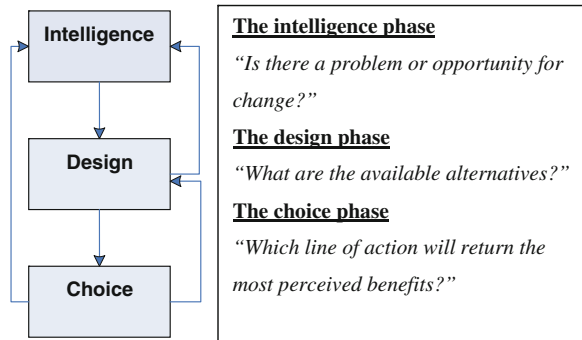 Intelligence
Design
Choice
The intelligence phase
“Is there a problem or opportunity for
change?”
The design phase
“What are the available alternatives?”
The choice phase
“Which line of action will return the
most perceived benefits?”